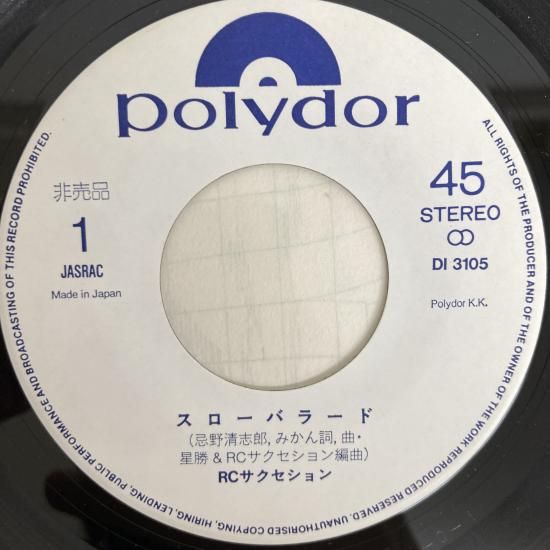 polydor
非売品
1
JASRAC
Made in Japan
45
STEREO
DI 3105
Polydor K.K.
スローバラード
(忌野清志郎, みかん詞, 曲・
星勝 & RCサクセション編曲)
RCサクセション
ALL RIGHTS OF THE PRODUCER AND OF THE OWNER OF THE WORK REPRODUCED RESERVED. UNAUTHORISED COPYING, HIRING, LENDING, PUBLIC PERFORMANCE AND BROADCASTING OF THIS RECORD PROHIBITED.